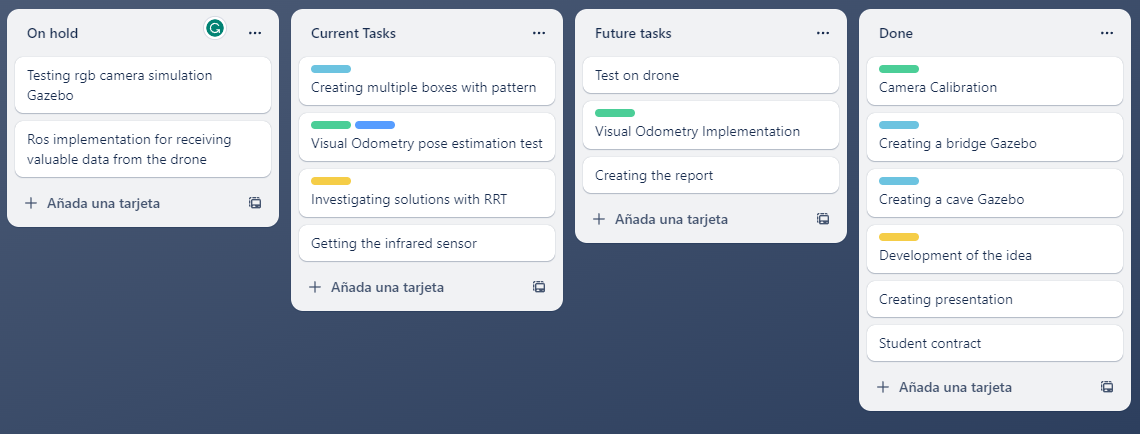 On hold
Testing rgb camera simulation
Gazebo
Ros implementation for receiving
valuable data from the drone
Añada una tarjeta
Current Tasks
Creating multiple boxes with pattern
Visual Odometry pose estimation test
Investigating solutions with RRT
Getting the infrared sensor
Añada una tarjeta
Future tasks
Test on drone
Visual Odometry Implementation
Creating the report
Añada una tarjeta
Done
Camera Calibration
Creating a bridge Gazebo
Creating a cave Gazebo
Development of the idea
Creating presentation
Student contract
Añada una tarjeta